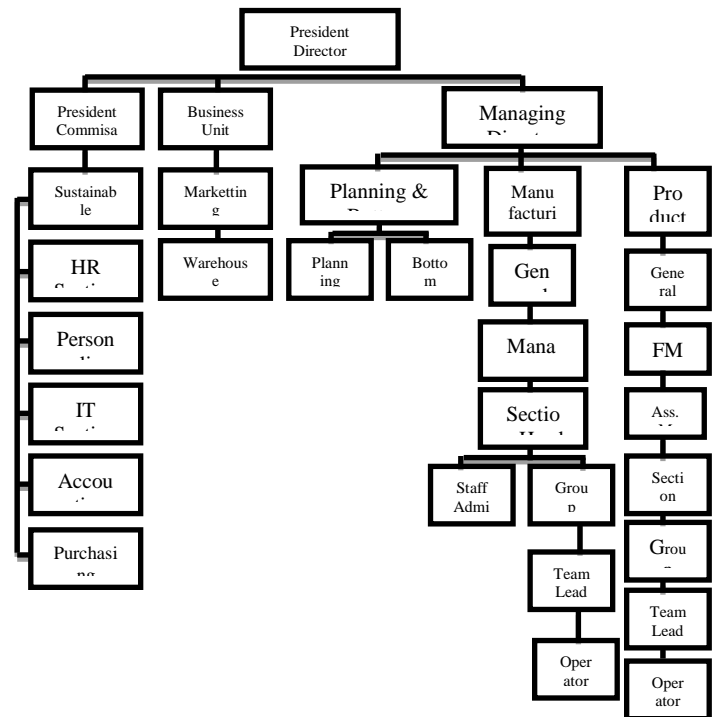 President
Director
President
Commisa
Business
Unit
Managing
Sustainab
le
Marketting
g
Planning &
Manu
facturi
Pro
duct
HR
Warehous
e
Plann
ing
Botto
m
Gen
Gene
ral
Person
Mana
FM
IT
Sectio
Ass.
Accou
Staff
Admi
Grou
p
Secti
on
Purchasi
ng
Grou
Team
Lead
Team
Lead
Oper
ator
Oper
ator